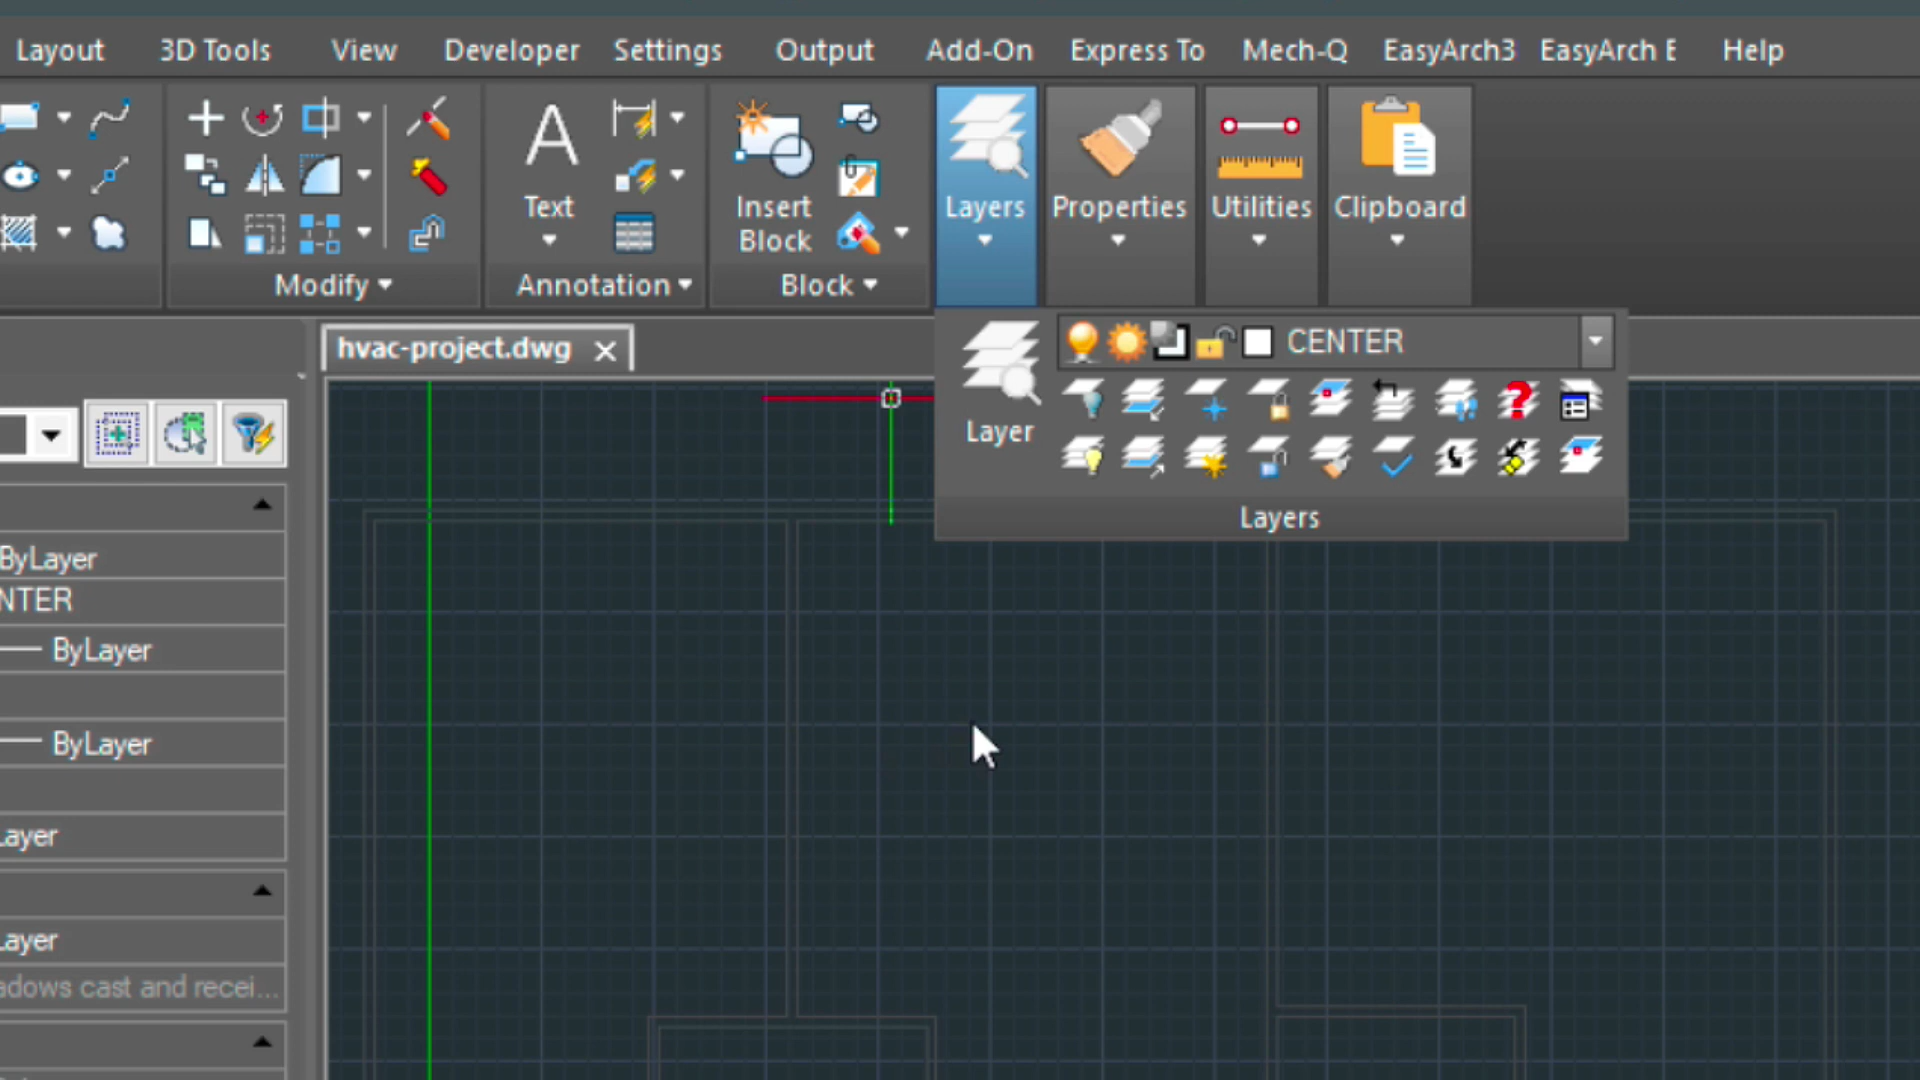 Layout 3D Tools View Developer Settings Output Add-On Express To Mech-Q EasyArch3 EasyArch E Help
Text
Insert Block
Layers
Properties
Utilities
Clipboard
Modify
Annotation
Block
hvac-project.dwg
CENTER
Layer
Layers
ByLayer
NTER
ByLayer
ByLayer
Layer
Layer
adows cast and recei...